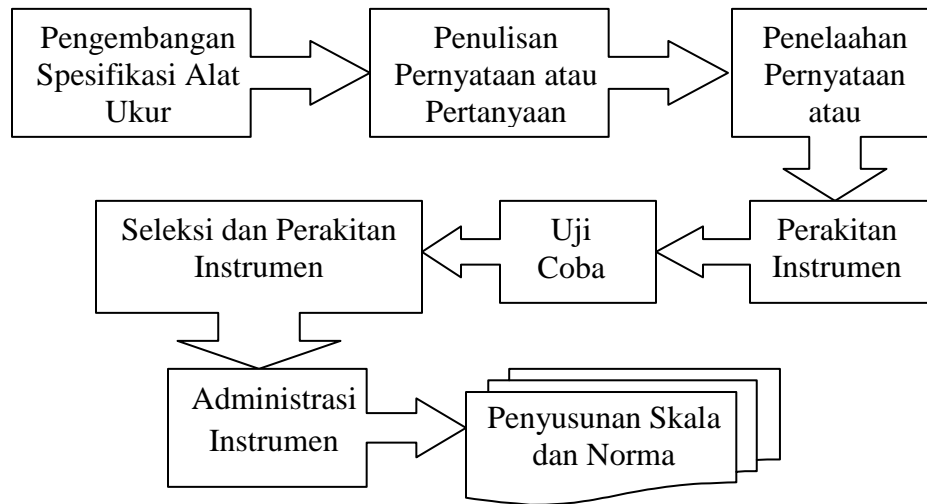 Pengembangan
Spesifikasi Alat
Ukur
Penulisan
Pernyataan atau
Pertanyaan
Penelaahan
Pernyataan
atau
Perakitan
Instrumen
Uji
Coba
Seleksi dan Perakitan
Instrumen
Administrasi
Instrumen
Penyusunan Skala
dan Norma